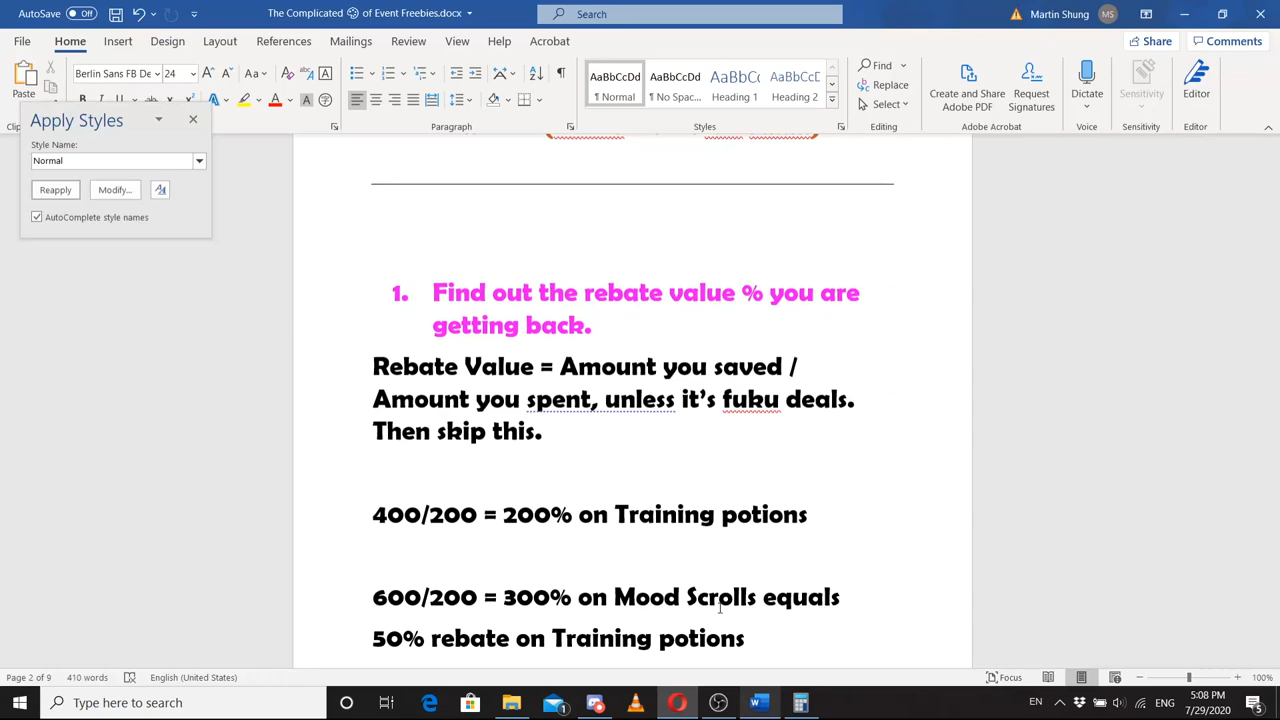 The Complicated of Event Freebies.docx
Search
Martin Shung
MS
File
Home
Insert
Design
Layout
References
Mailings
Review
View
Help
Acrobat
Share
Comments
Paste
Berlin Sans FB De
24
Aa
AaBbCcDd
AaBbCcDd
AaBbCc
AaBbCcD
¶ Normal
¶ No Spac...
Heading 1
Heading 2
Find
Replace
Select
Create and Share
Adobe PDF
Request
Signatures
Dictate
Sensitivity
Editor
Paragraph
Styles
Editing
Adobe Acrobat
Voice
Sensitivity
Editor
Apply Styles
Style Name:
Normal
Reapply
Modify...
AutoComplete style names
1. Find out the rebate value % you are
getting back.
Rebate Value = Amount you saved /
Amount you spent, unless it's fuku deals.
Then skip this.
400/200 = 200% on Training potions
600/200 = 300% on Mood Scrolls equals
50% rebate on Training potions
Page 2 of 9
410 words
English (United States)
Focus
100%
Type here to search
EN
ENG
5:08 PM
7/29/2020